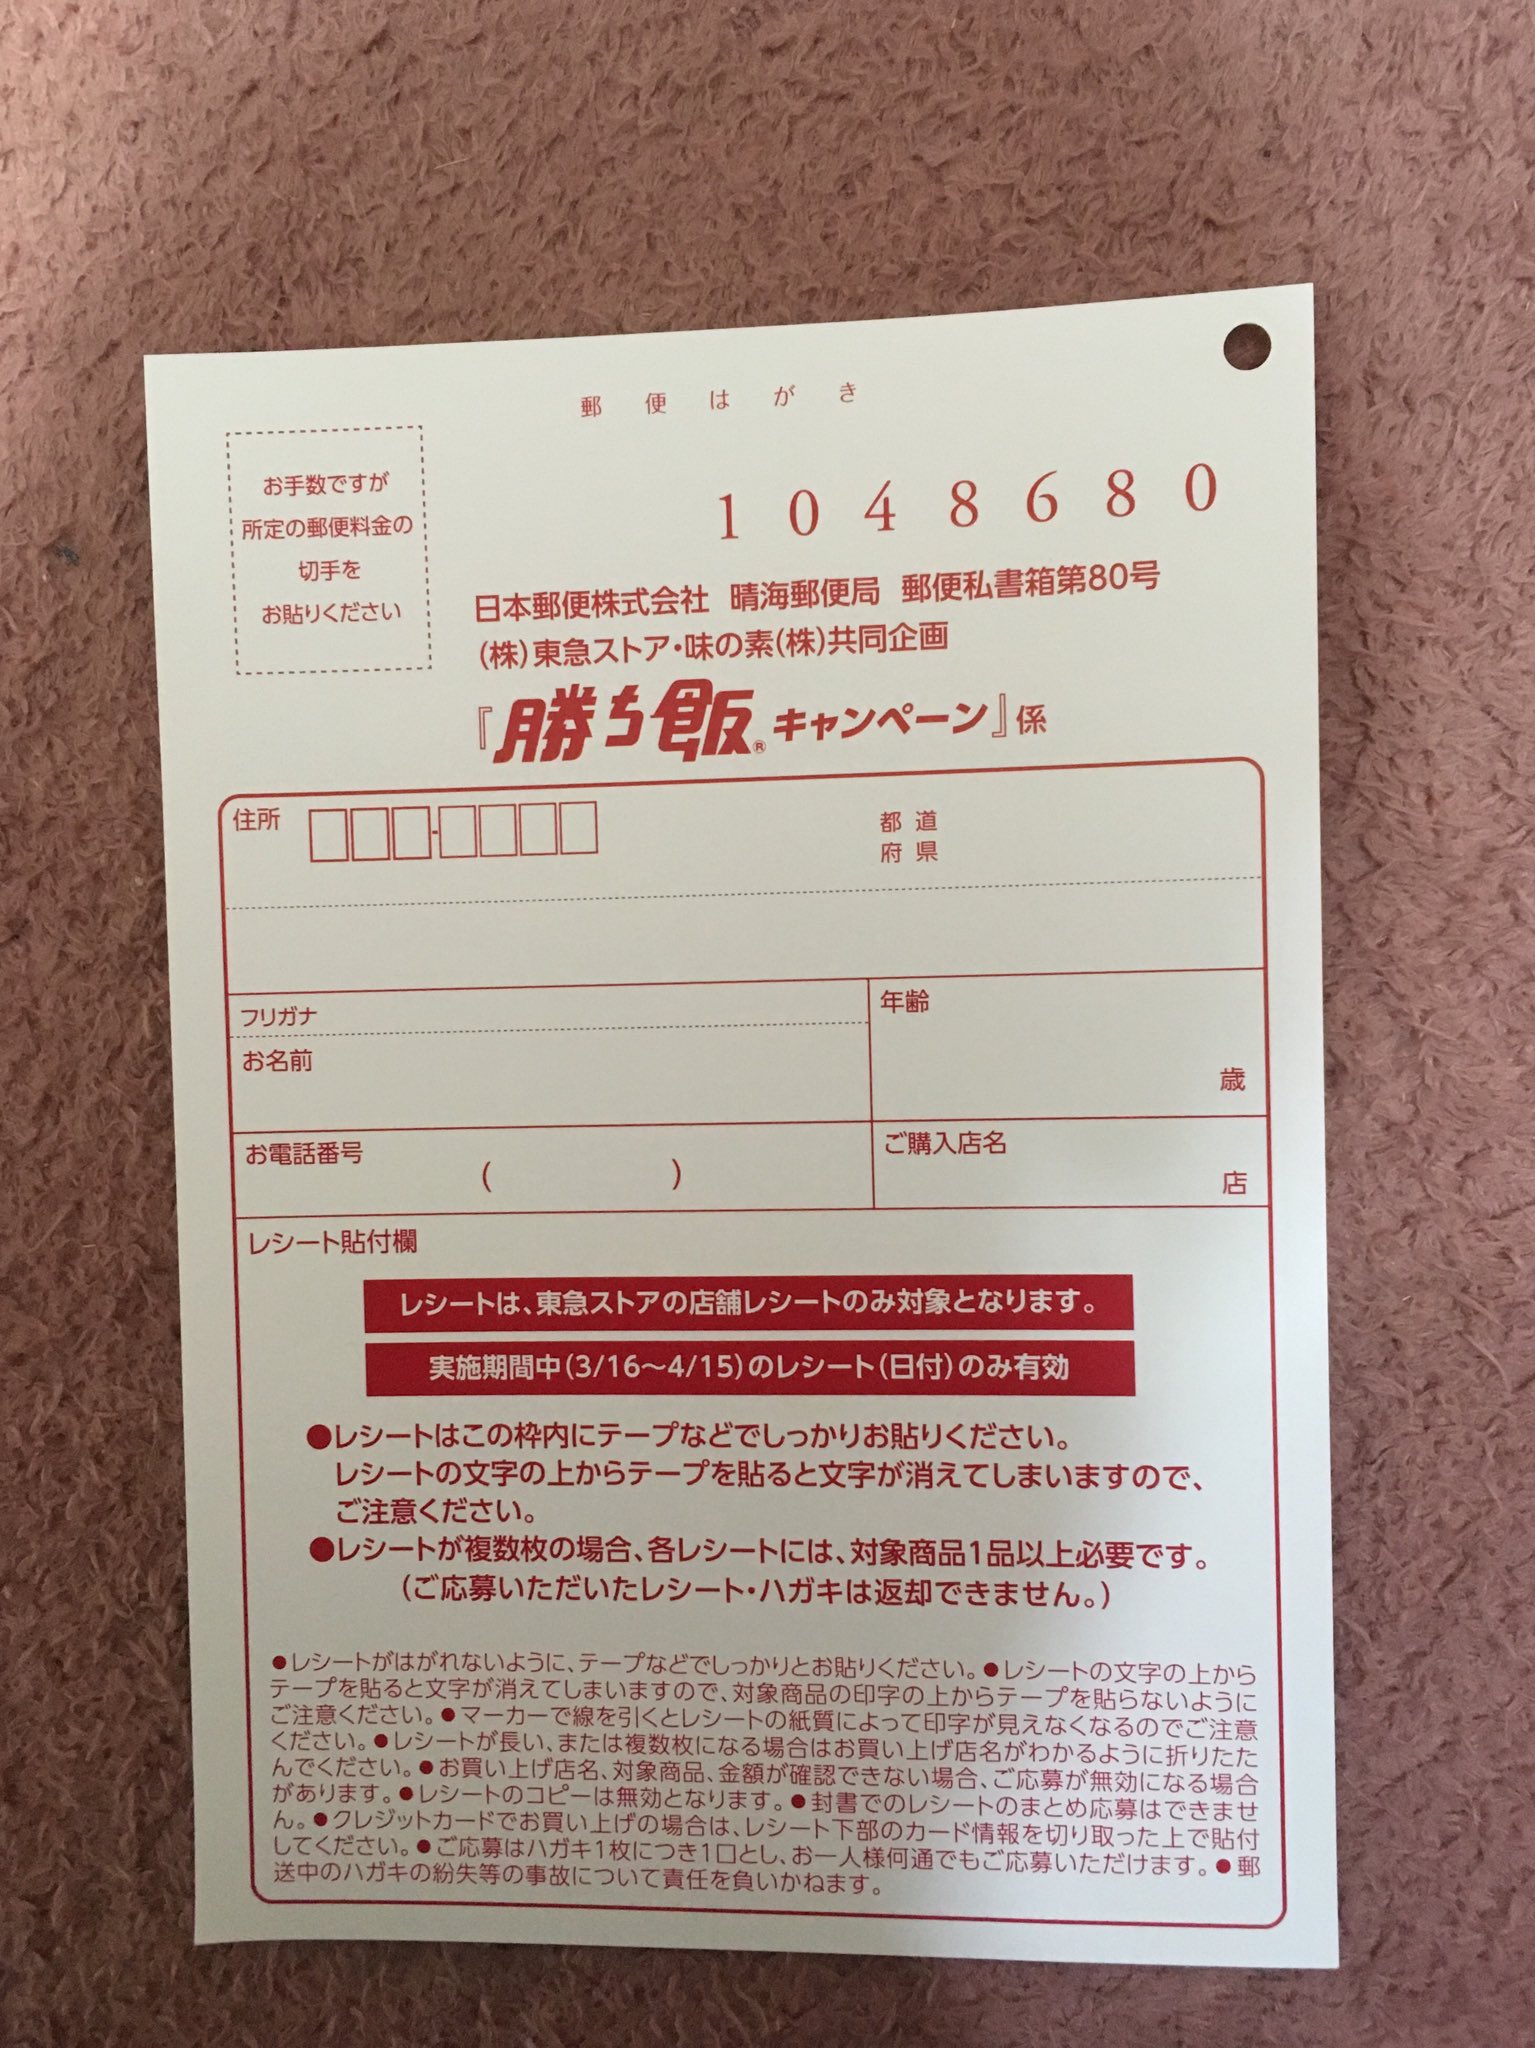 郵便はがき
お手数ですが
所定の郵便料金の
切手を
お貼りください
1048680
日本郵便株式会社 晴海郵便局 郵便私書箱第80号
(株)東急ストア・味の素(株)共同企画
『勝ち飯®キャンペーン』係
住所
都道
府県
フリガナ
お名前
年齢
歳
お電話番号
( )
ご購入店名
店
レシート貼付欄
レシートは、東急ストアの店舗レシートのみ対象となります。
実施期間中(3/16〜4/15)のレシート(日付)のみ有効
●レシートはこの枠内にテープなどでしっかりお貼りください。
レシートの文字の上からテープを貼ると文字が消えてしまいますので、
ご注意ください。
●レシートが複数枚の場合、各レシートには、対象商品1品以上必要です。
(ご応募いただいたレシート・ハガキは返却できません。)
●レシートがはがれないように、テープなどでしっかりとお貼りください。●レシートの文字の上から
テープを貼ると文字が消えてしまいますので、対象商品の印字の上からテープを貼らないように
ご注意ください。●マーカーで線を引くとレシートの紙質によって印字が見えなくなるのでご注意
ください。●レシートが長い、または複数枚になる場合はお買い上げ店名がわかるように折りたた
んでください。●お買い上げ店名、対象商品、金額が確認できない場合、ご応募が無効になる場合
があります。●レシートのコピーは無効となります。●封書でのレシートのまとめ応募はできませ
ん。●クレジットカードでお買い上げの場合は、レシート下部のカード情報を切り取った上で貼付
してください。●ご応募はハガキ1枚につき1口とし、お一人様何通でもご応募いただけます。●郵
送中のハガキの紛失等の事故について責任を負いかねます。